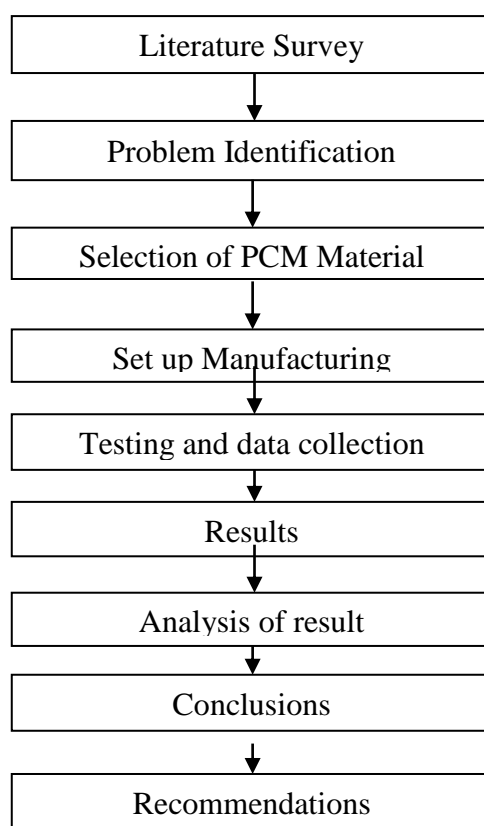 Literature Survey
Problem Identification
Selection of PCM Material
Set up Manufacturing
Testing and data collection
Results
Analysis of result
Conclusions
Recommendations